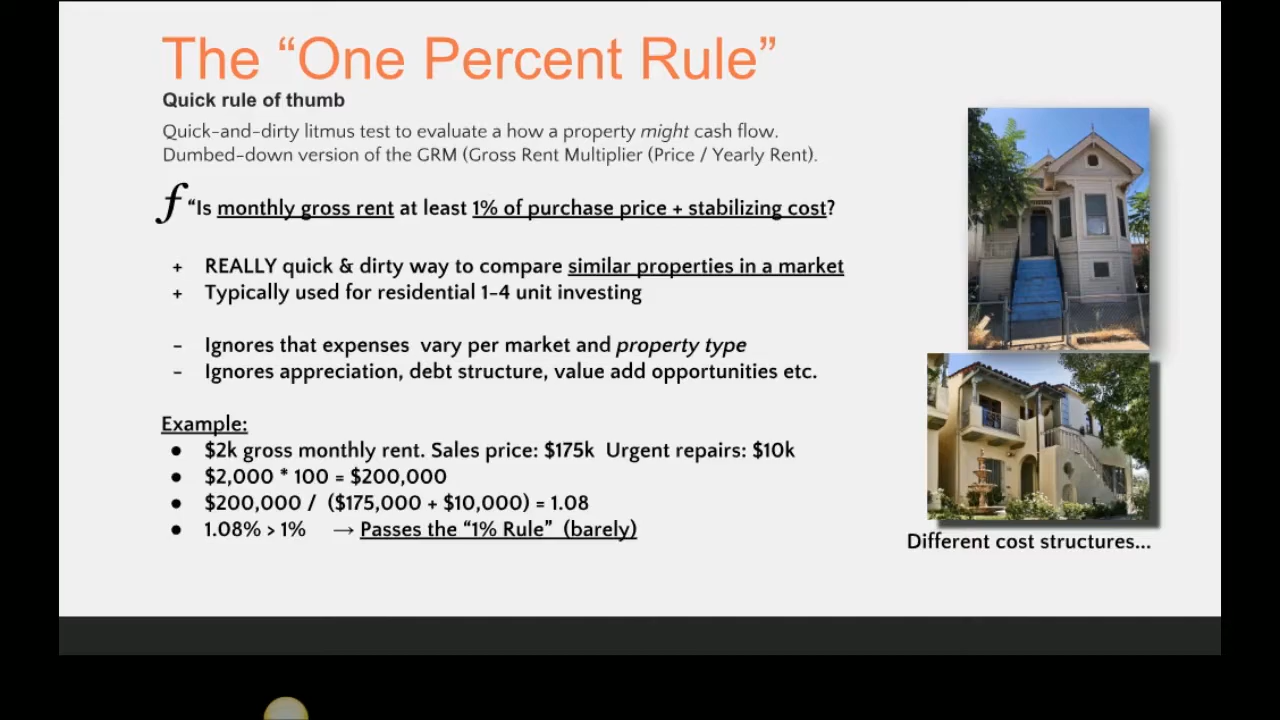 The “One Percent Rule”
Quick rule of thumb
Quick-and-dirty litmus test to evaluate a how a property might cash flow.
Dumbed-down version of the GRM (Gross Rent Multiplier (Price / Yearly Rent).
f “Is monthly gross rent at least 1% of purchase price + stabilizing cost?
+ REALLY quick & dirty way to compare similar properties in a market
+ Typically used for residential 1-4 unit investing
- Ignores that expenses vary per market and property type
- Ignores appreciation, debt structure, value add opportunities etc.
Example:
● $2k gross monthly rent. Sales price: $175k Urgent repairs: $10k
● $2,000 * 100 = $200,000
● $200,000 / ($175,000 + $10,000) = 1.08
● 1.08% > 1% → Passes the “1% Rule” (barely)
Different cost structures...